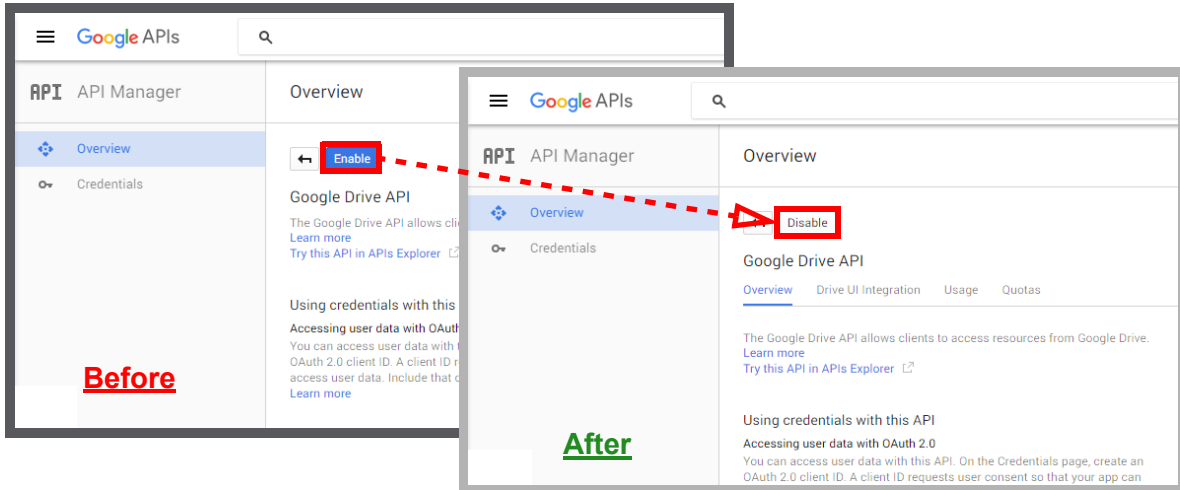 Google APIs
API API Manager
Overview
Credentials
Overview
Enable
Google Drive API
The Google Drive API allows
Learn more
Try this API in APIs Explorer
Using credentials with this
Accessing user data with
You can access user data with
OAuth 2.0 client ID. A client ID
access user data. Include that
Learn more
Before
Google APIs
API API Manager
Overview
Credentials
Overview
Disable
Google Drive API
Overview Drive UI Integration Usage Quotas
The Google Drive API allows clients to access resources from Google Drive.
Learn more
Try this API in APIs Explorer
Using credentials with this API
Accessing user data with OAuth 2.0
You can access user data with this API. On the Credentials page, create an
OAuth 2.0 client ID. A client ID requests user consent so that your app can
After